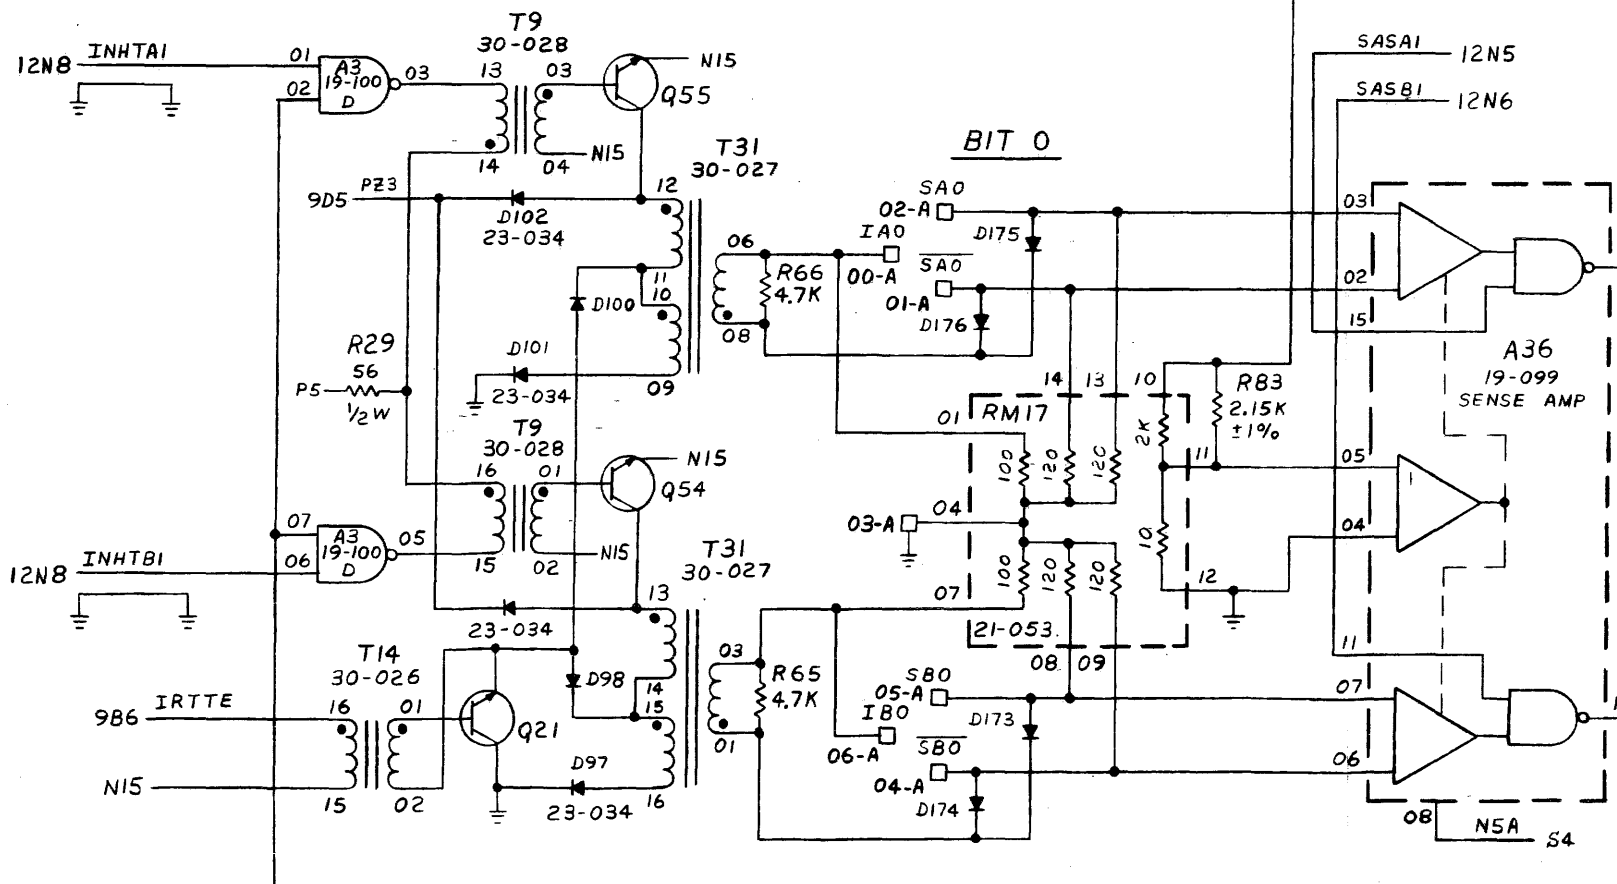 T9
30-028
INHTA1
12N8
01
A3
19-100
D
02
03
13
14
03
04
N15
N15
Q55
SASA1
12N5
SASB1
12N6
BIT 0
T31
30-027
PZ3
9D5
D102
23-034
12
11
10
09
06
08
R66
4.7K
D100
D101
23-034
SA0
02-A
IA0
00-A
SA0
01-A
D175
D176
03
02
15
A36
19-099
SENSE AMP
R29
56
1/2 W
P5
14
13
10
R83
2.15K
±1%
RM17
01
100
120
120
2K
11
05
04
T9
30-028
16
15
01
02
N15
N15
Q54
07
A3
19-100
D
05
06
INHTB1
12N8
04
03-A
07
100
120
120
10
12
21-053.
08
09
T31
30-027
13
14
15
16
23-034
03
01
R65
4.7K
D98
D97
23-034
T14
30-026
IRTTE
9B6
N15
16
15
01
02
Q21
SB0
05-A
IB0
06-A
SB0
04-A
D173
D174
11
07
06
08
N5A
S4